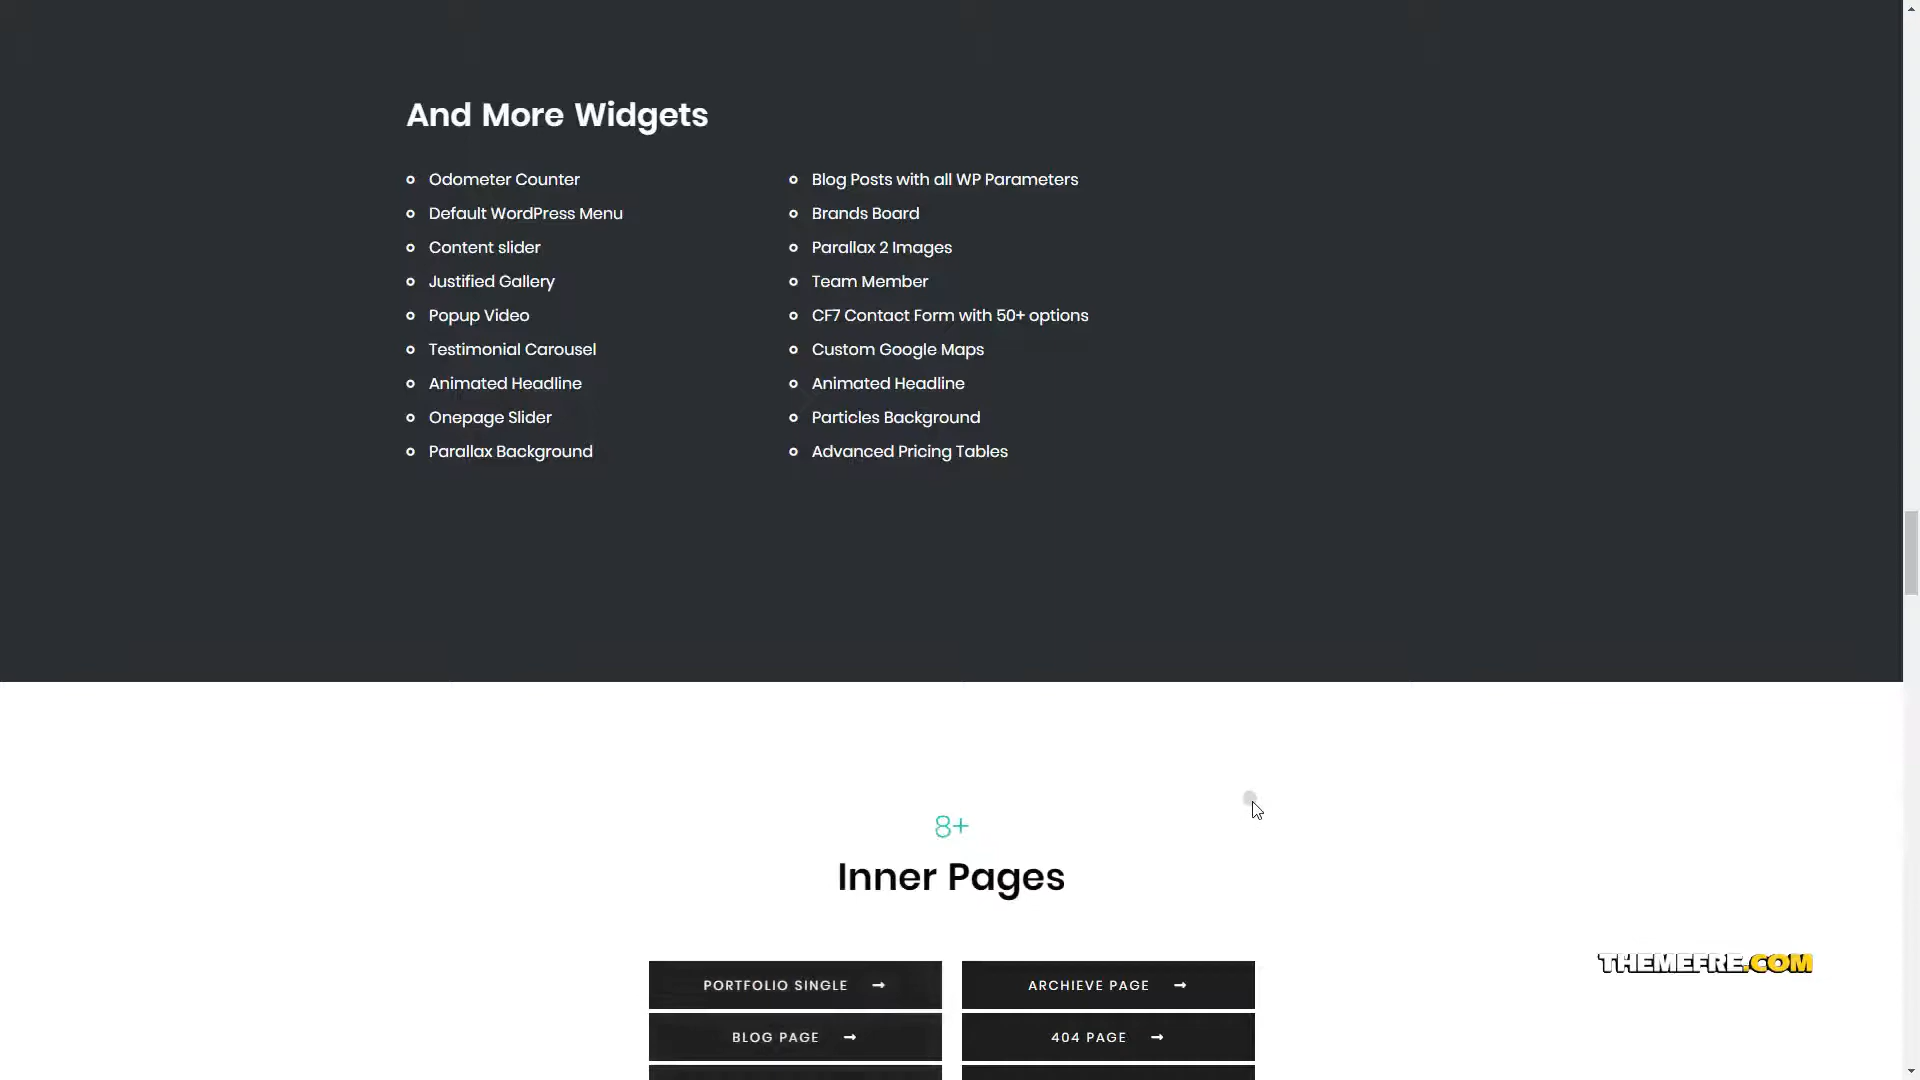 And More Widgets
Odometer Counter
Default WordPress Menu
Content slider
Justified Gallery
Popup Video
Testimonial Carousel
Animated Headline
Onepage Slider
Parallax Background
Blog Posts with all WP Parameters
Brands Board
Parallax 2 Images
Team Member
CF7 Contact Form with 50+ options
Custom Google Maps
Animated Headline
Particles Background
Advanced Pricing Tables
8+
Inner Pages
PORTFOLIO SINGLE
ARCHIEVE PAGE
BLOG PAGE
404 PAGE
THEMEFRE.COM